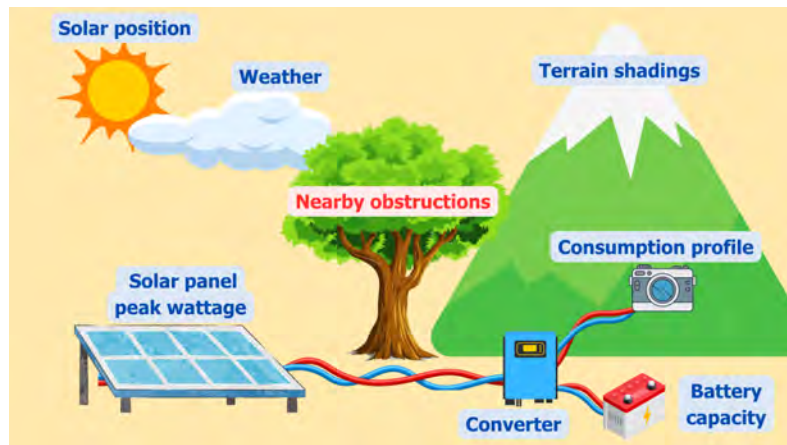 Solar position
Weather
Terrain shadings
Nearby obstructions
Consumption profile
Solar panel
peak wattage
Converter
Battery
capacity